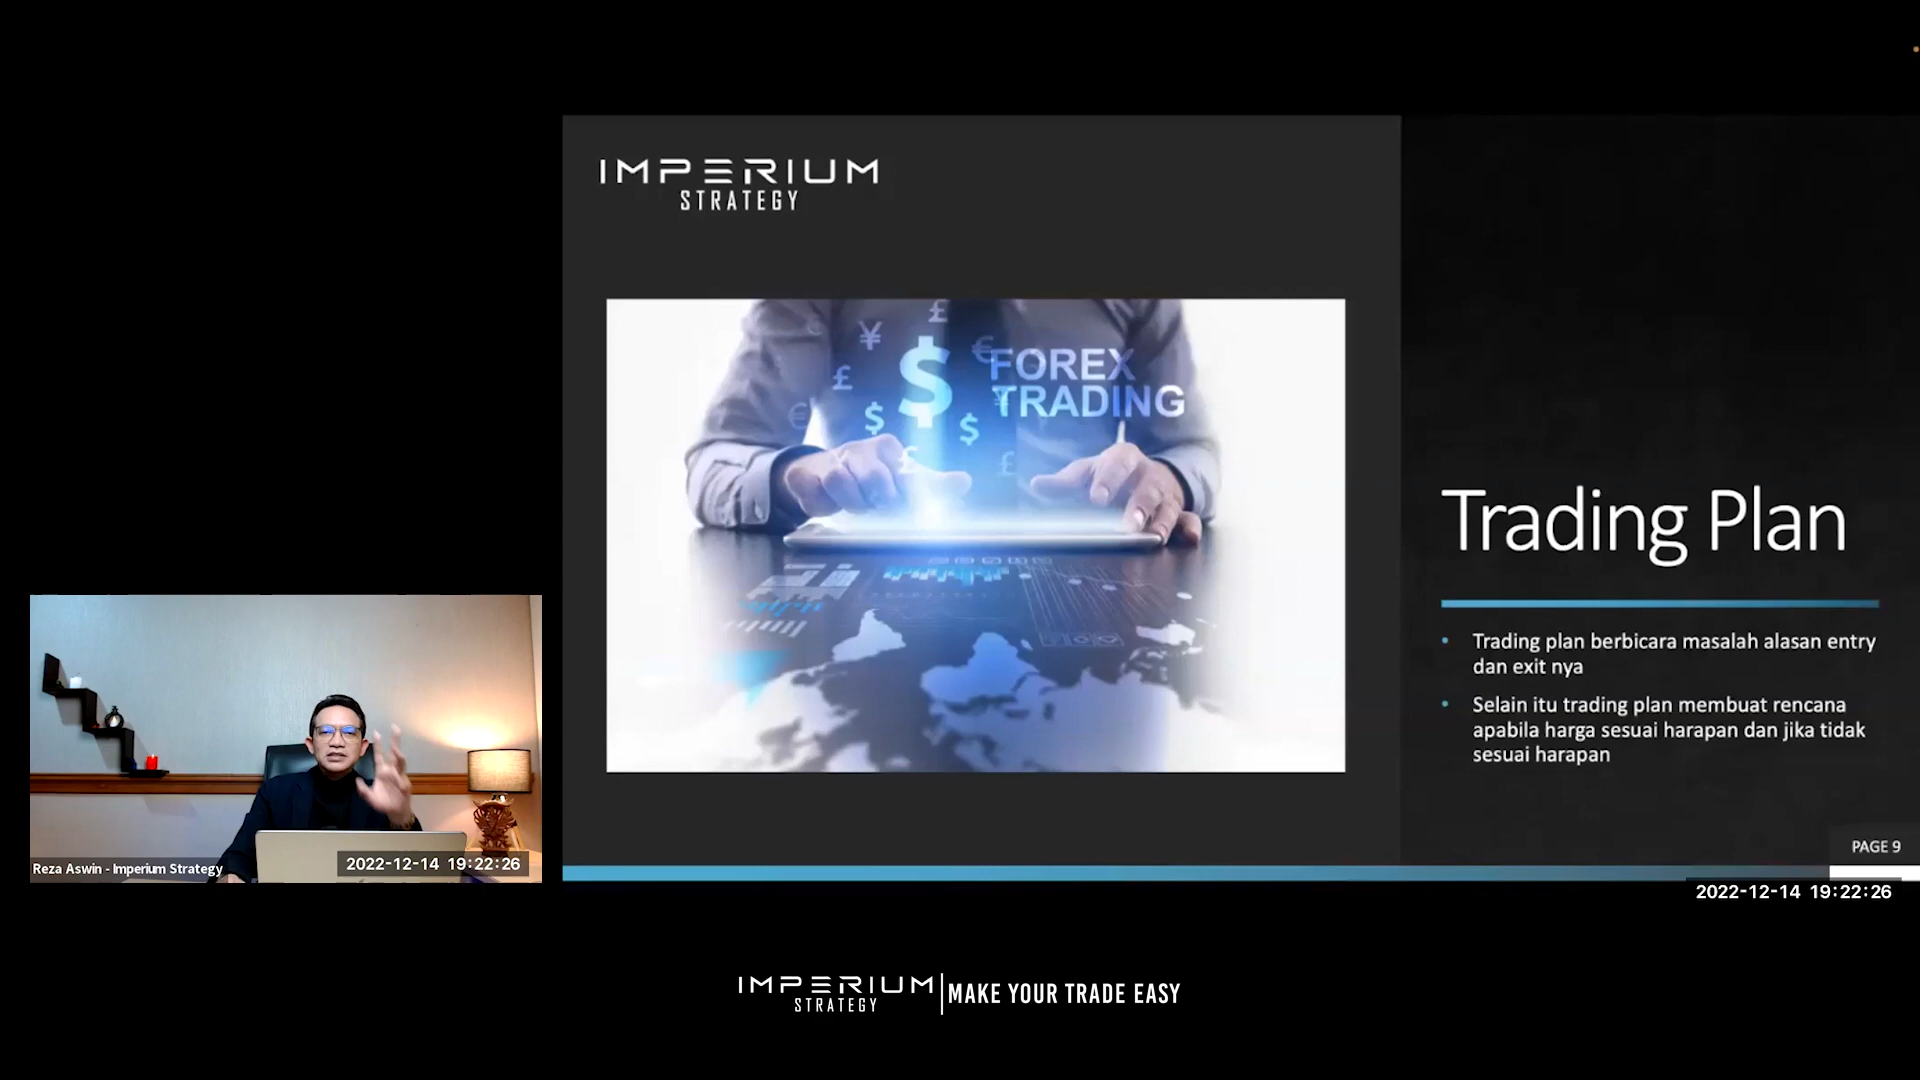 IMPERIUM
STRATEGY
FOREX
TRADING
Trading Plan
• Trading plan berbicara masalah alasan entry
dan exit nya
• Selain itu trading plan membuat rencana
apabila harga sesuai harapan dan jika tidak
sesuai harapan
PAGE 9
2022-12-14 19:22:26
Reza Aswin - Imperium Strategy
2022-12-14 19:22:26
IMPERIUM
STRATEGY
MAKE YOUR TRADE EASY